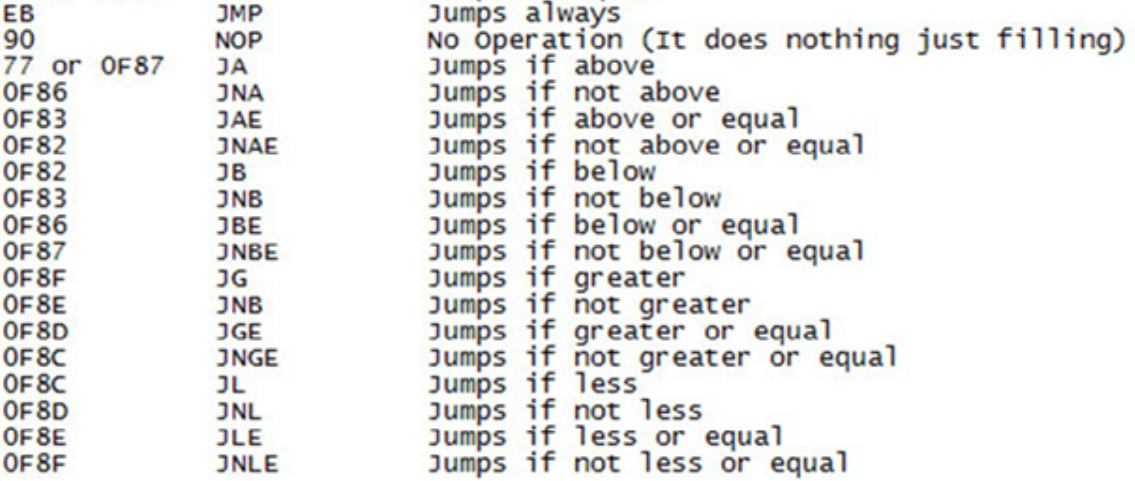 EB JMP Jumps always
90 NOP No Operation (It does nothing just filling)
77 or 0F87 JA Jumps if above
0F86 JNA Jumps if not above
0F83 JAE Jumps if above or equal
0F82 JNAE Jumps if not above or equal
0F82 JB Jumps if below
0F83 JNB Jumps if not below
0F86 JBE Jumps if below or equal
0F87 JNBE Jumps if not below or equal
0F8F JG Jumps if greater
0F8E JNB Jumps if not greater
0F8D JGE Jumps if greater or equal
0F8C JNGE Jumps if not greater or equal
0F8C JL Jumps if less
0F8D JNL Jumps if not less
0F8E JLE Jumps if less or equal
0F8F JNLE Jumps if not less or equal